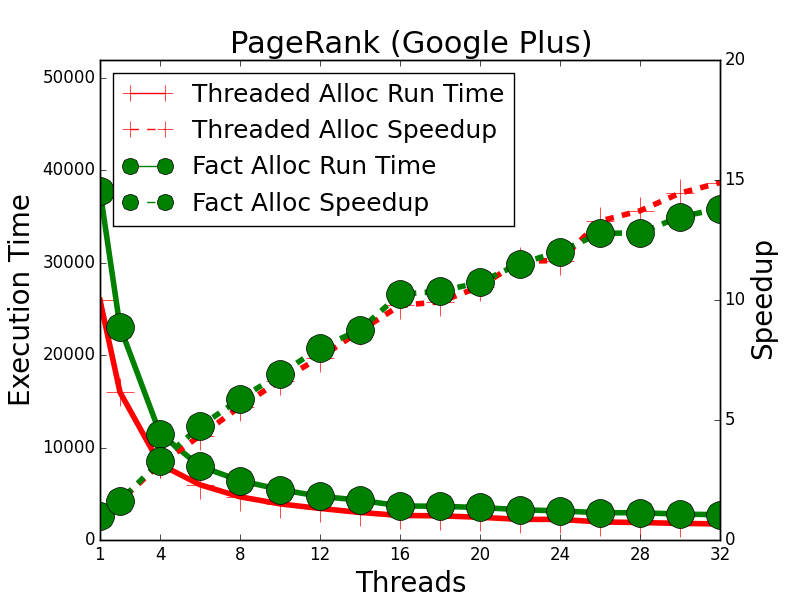 PageRank (Google Plus)
Threaded Alloc Run Time
Threaded Alloc Speedup
Fact Alloc Run Time
Fact Alloc Speedup
Execution Time
50000
40000
30000
20000
10000
0
Speedup
20
15
10
5
0
1 4 8 12 16 20 24 28 32
Threads